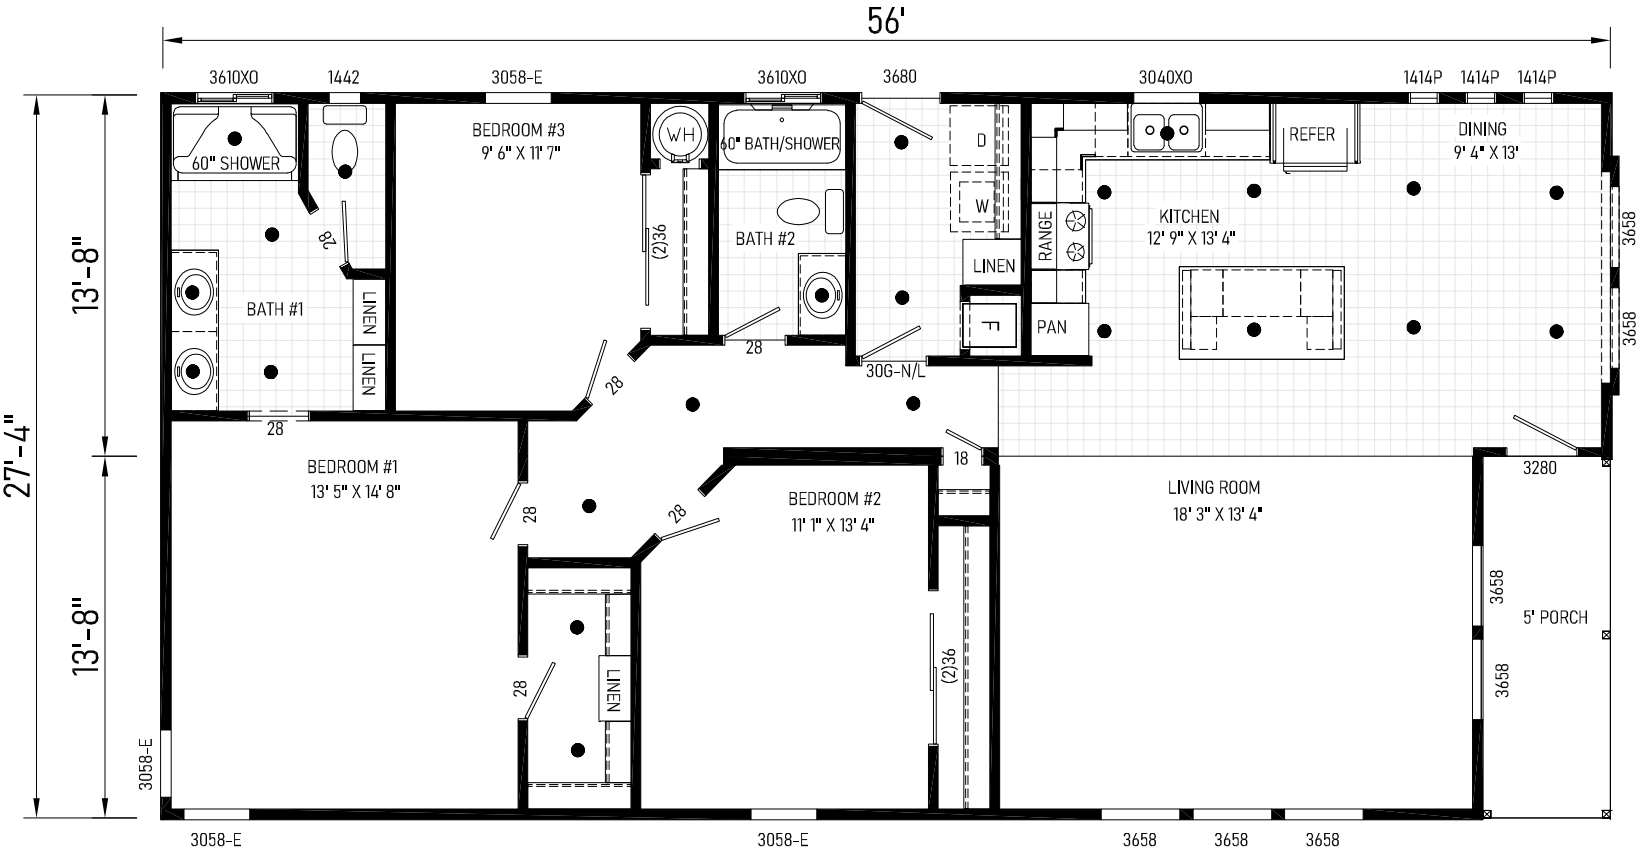 56'
3610XO
1442
3058-E
3610XO
3680
3040XO
1414P
1414P
1414P
27'-4"
13'-8"
13'-8"
60" SHOWER
28
BATH #1
LINEN
LINEN
28
BEDROOM #3
9' 6" X 11' 7"
WH
(2)36
28
60" BATH/SHOWER
BATH #2
28
D
W
LINEN
F
30G-N/L
REFER
RANGE
PAN
KITCHEN
12' 9" X 13' 4"
DINING
9' 4" X 13'
3658
3658
BEDROOM #1
13' 5" X 14' 8"
28
28
LINEN
28
BEDROOM #2
11' 1" X 13' 4"
18
(2)36
LIVING ROOM
18' 3" X 13' 4"
3280
3658
3658
5' PORCH
3058-E
3058-E
3058-E
3658
3658
3658